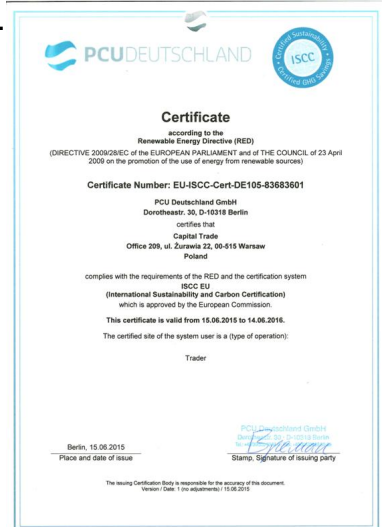 PCUDEUTSCHLAND
Certified Sustainability
ISCC
Certified GHG Savings
Certificate
according to the
Renewable Energy Directive (RED)
(DIRECTIVE 2009/28/EC of the EUROPEAN PARLIAMENT and of THE COUNCIL of 23 April
2009 on the promotion of the use of energy from renewable sources)
Certificate Number: EU-ISCC-Cert-DE105-83683601
PCU Deutschland GmbH
Dorotheastr. 30, D-10318 Berlin
certifies that
Capital Trade
Office 209, ul. Żurawia 22, 00-515 Warsaw
Poland
complies with the requirements of the RED and the certification system
ISCC EU
(International Sustainability and Carbon Certification)
which is approved by the European Commission.
This certificate is valid from 15.06.2015 to 14.06.2016.
The certified site of the system user is a (type of operation):
Trader
PCU Deutschland GmbH
Dorotheastr. 30 · D-10318 Berlin
Berlin, 15.06.2015
Place and date of issue
Stamp, Signature of issuing party
The issuing Certification Body is responsible for the accuracy of this document.
Version / Date: 1 (no adjustments) / 15.06.2015